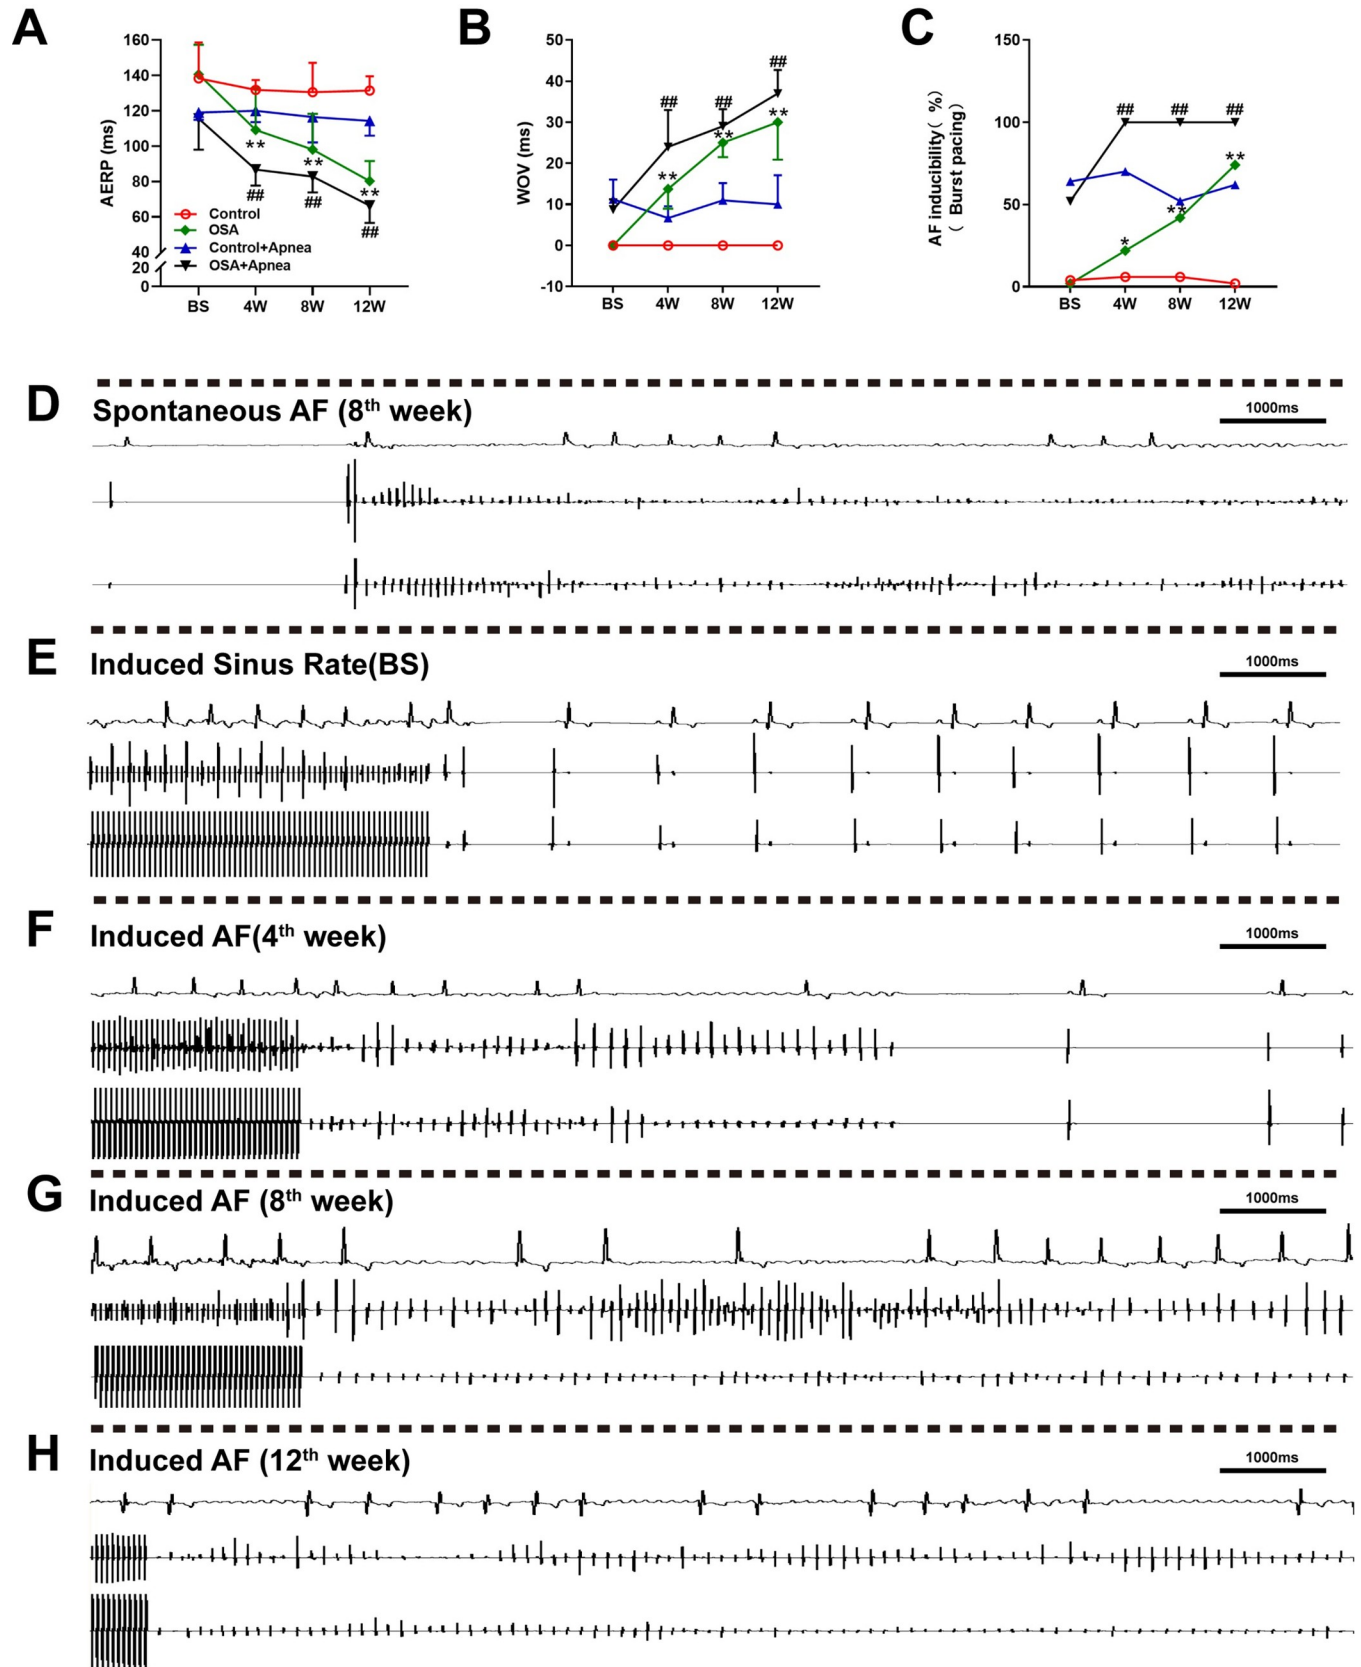 A
B
C
160
140
120
100
80
60
40
20
0
AERP (ms)
**
**
**
##
##
##
Control
OSA
Control+Apnea
OSA+Apnea
BS 4W 8W 12W
50
40
30
20
10
0
-10
WOV (ms)
##
##
##
**
**
**
BS 4W 8W 12W
150
100
50
0
AF inducibility( %)
( Burst pacing)
## ## ##
*
**
**
BS 4W 8W 12W
D
Spontaneous AF (8th week)
1000ms
E
Induced Sinus Rate(BS)
1000ms
F
Induced AF(4th week)
1000ms
G
Induced AF (8th week)
1000ms
H
Induced AF (12th week)
1000ms